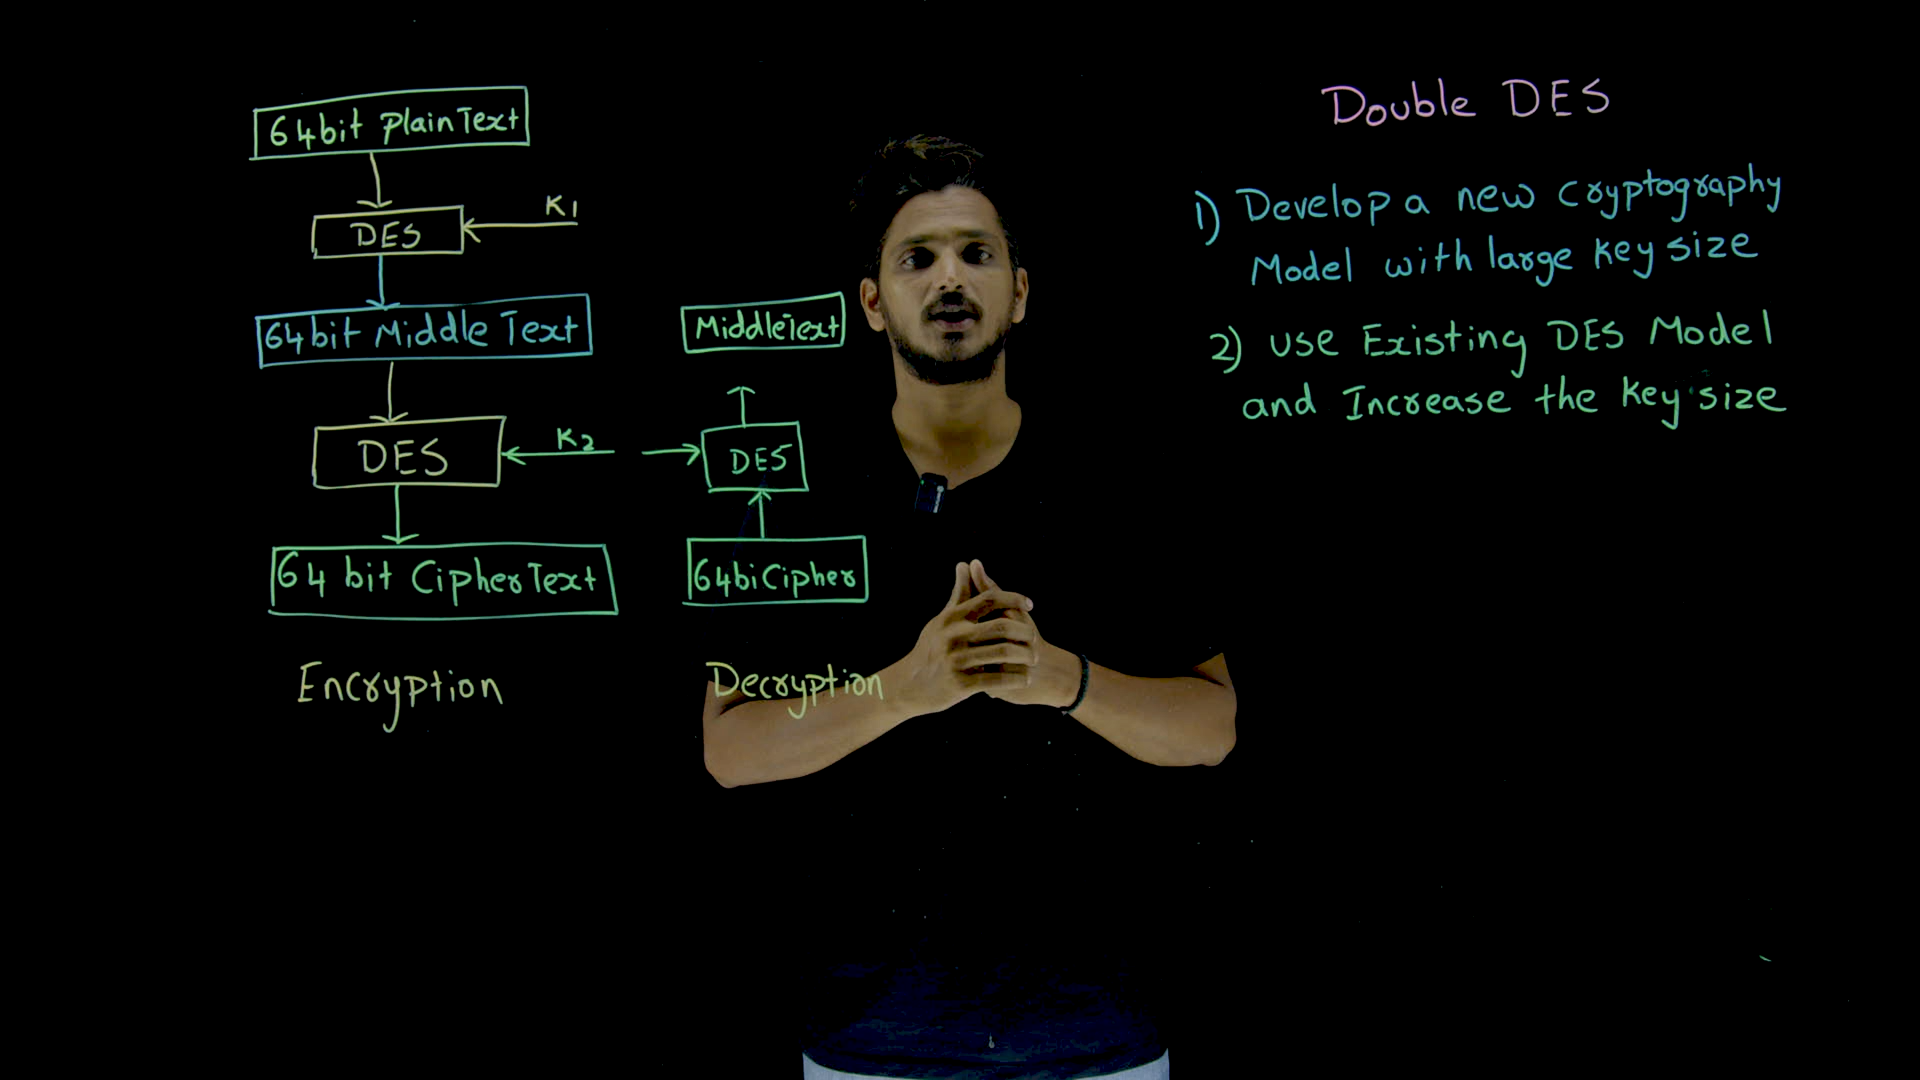 Double DES
1) Develop a new Cryptography
Model with large Key size
2) Use Existing DES Model
and Increase the Key size
64bit PlainText
K1
DES
64bit Middle Text
MiddleText
DES
K2
DES
64 bit CipherText
64biCipher
Encryption
Decryption